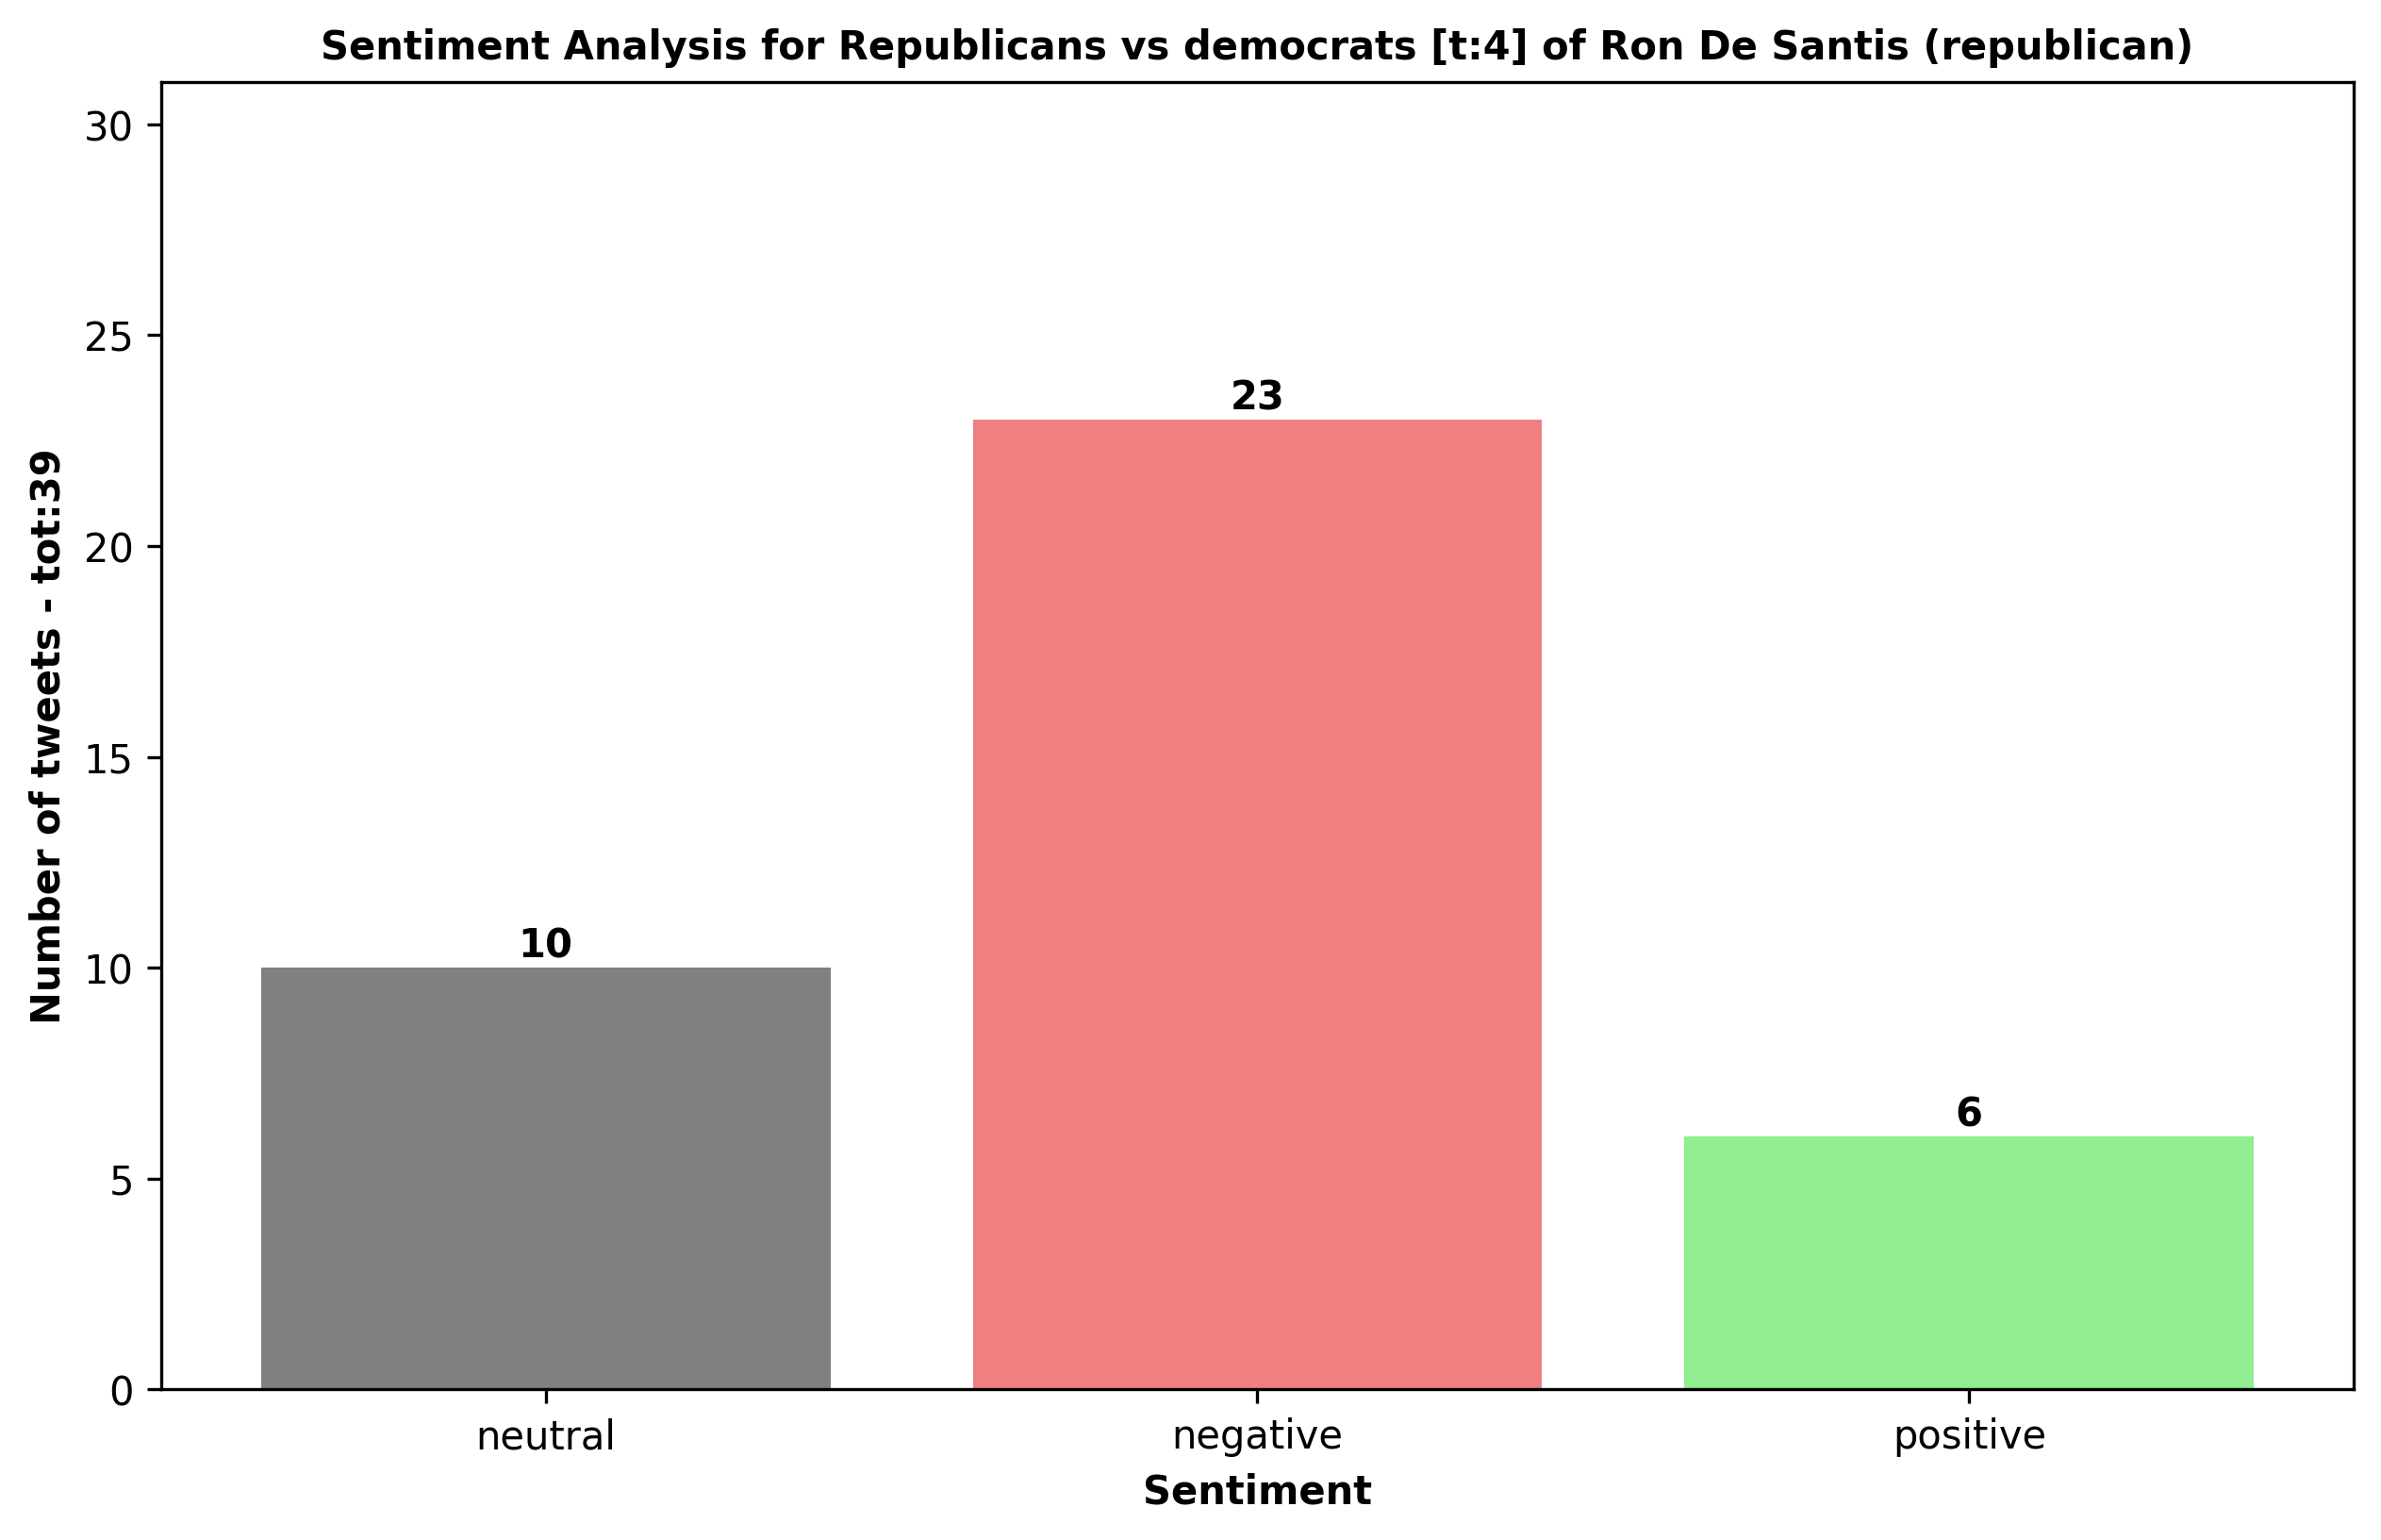 Sentiment Analysis for Republicans vs democrats [t:4] of Ron De Santis (republican)
Number of tweets - tot:39
30
25
20
15
10
5
0
10
23
6
neutral
negative
positive
Sentiment